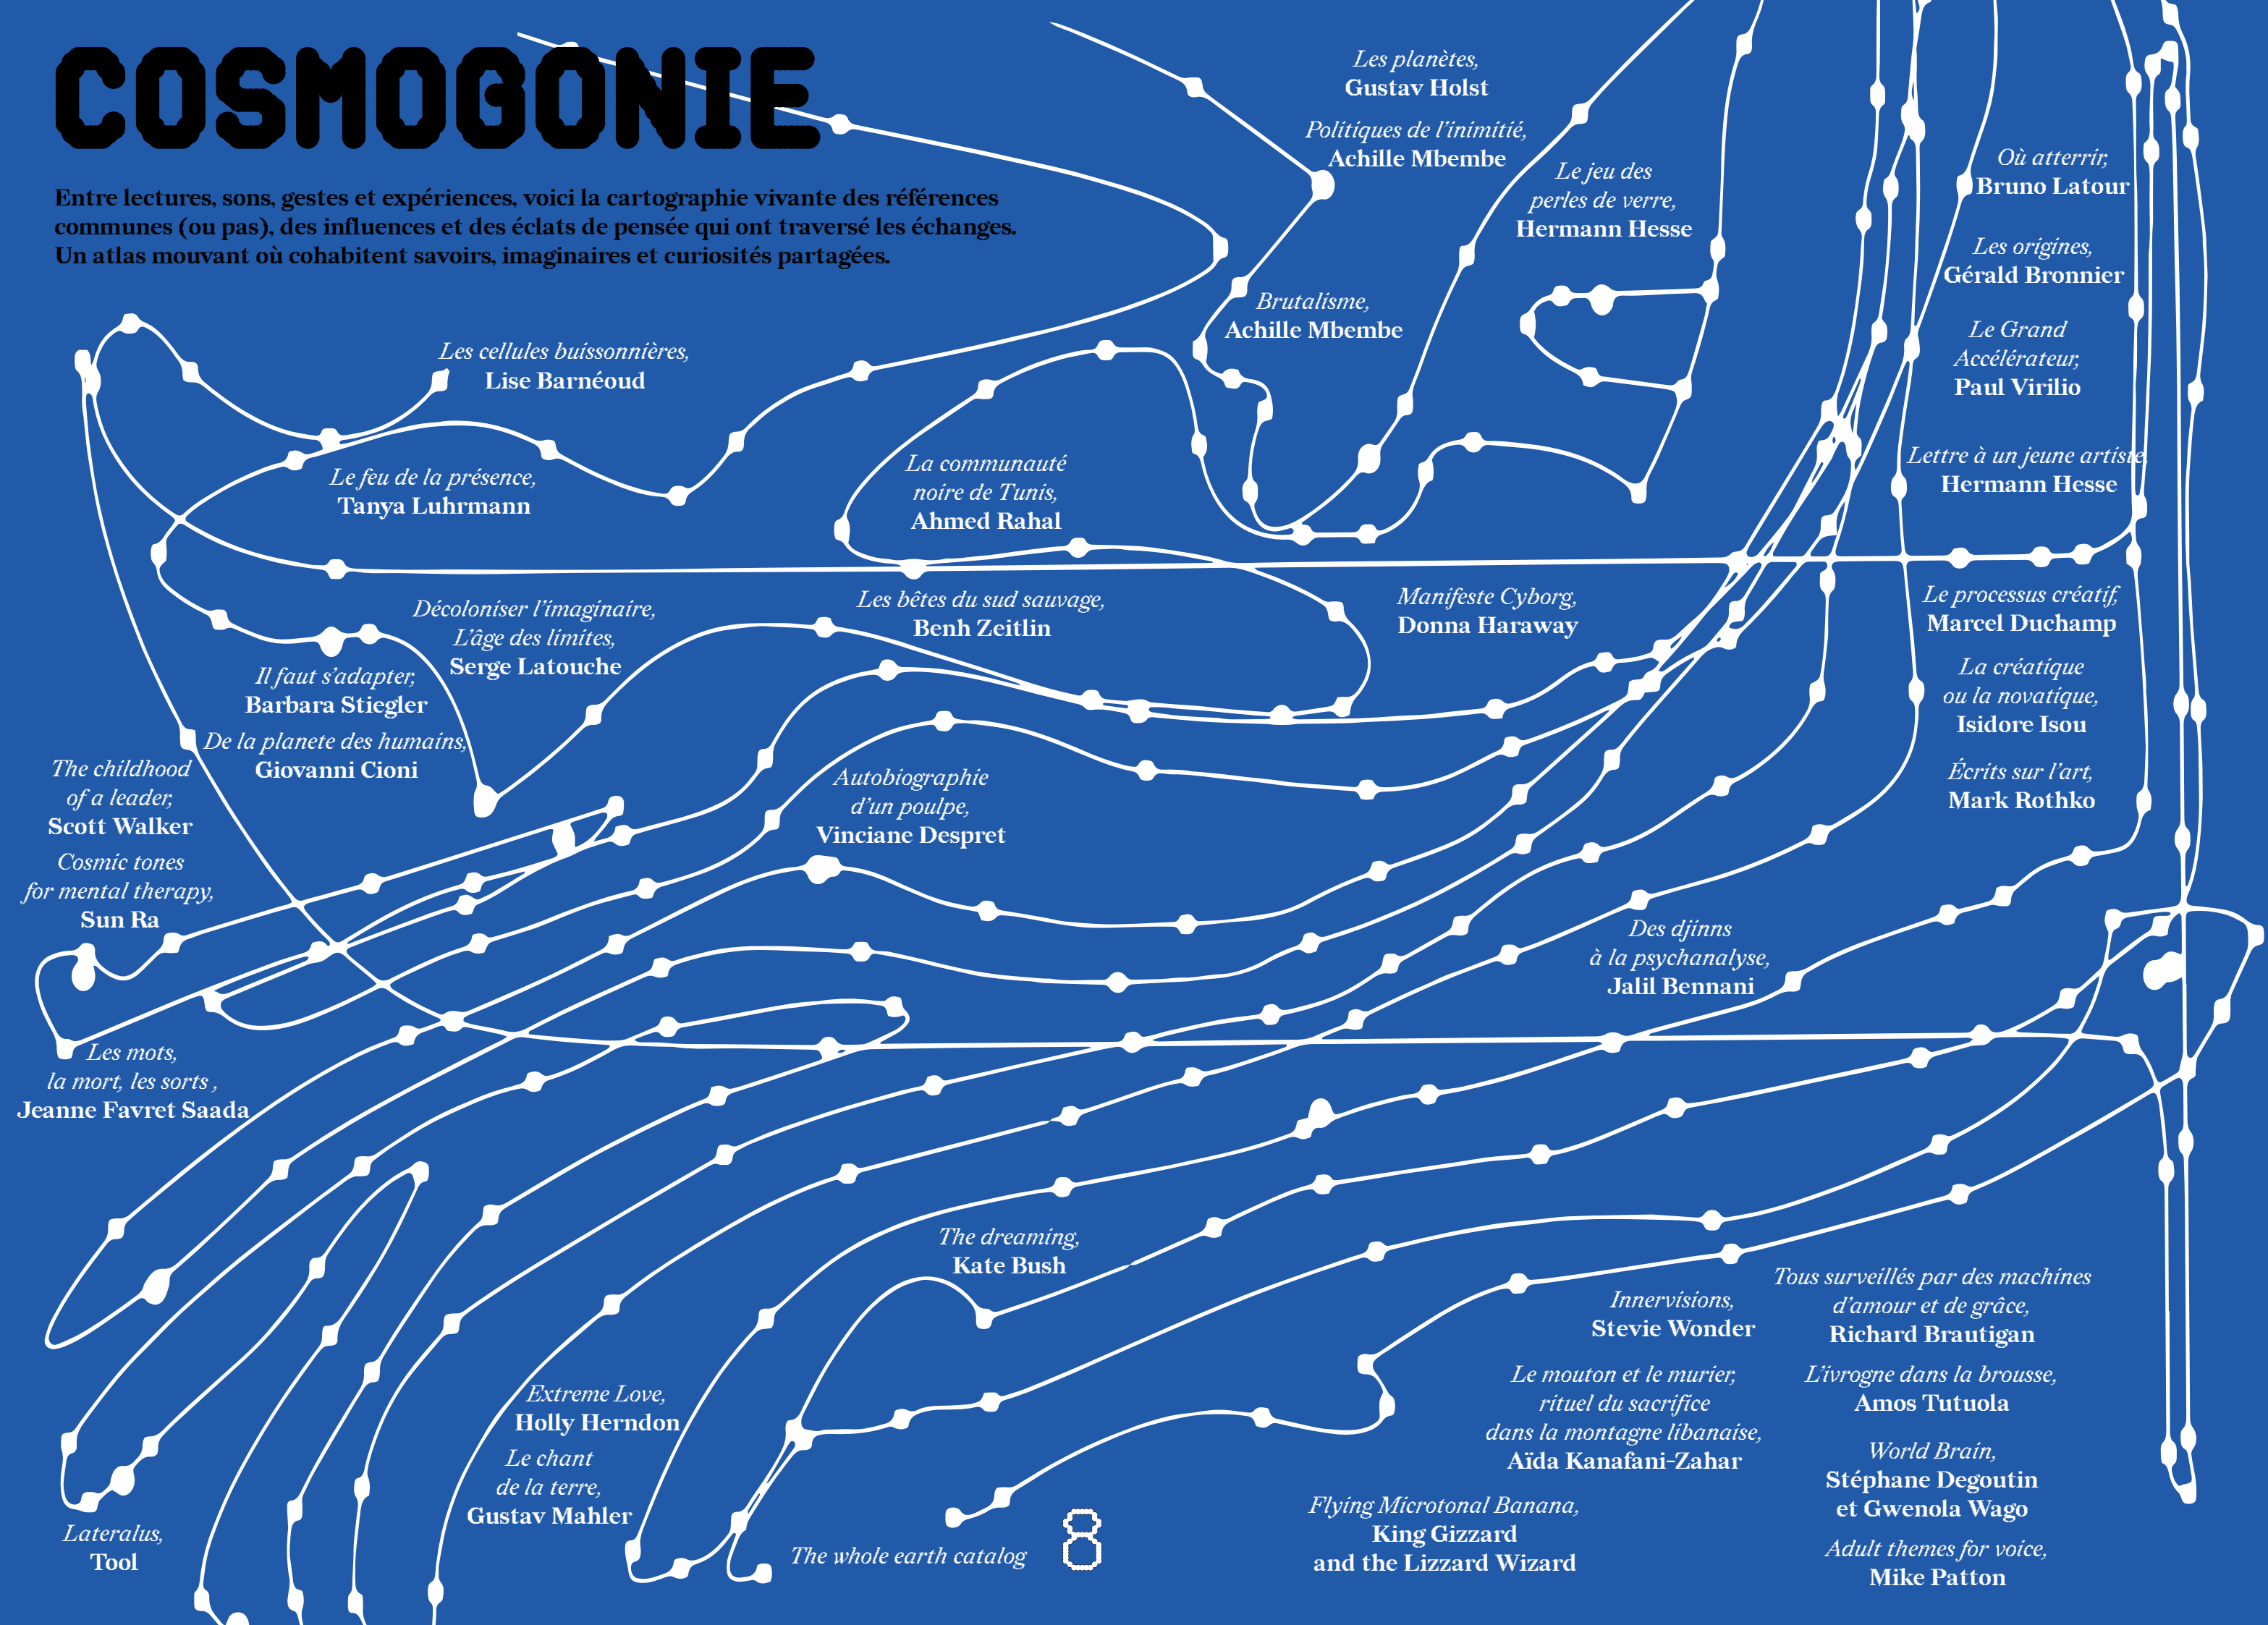 COSMOGONIE
Entre lectures, sons, gestes et expériences, voici la cartographie vivante des références
communes (ou pas), des influences et des éclats de pensée qui ont traversé les échanges.
Un atlas mouvant où cohabitent savoirs, imaginaires et curiosités partagées.
Les planètes,
Gustav Holst
Politiques de l'inimitié,
Achille Mbembe
Le jeu des
perles de verre,
Hermann Hesse
Où atterrir,
Bruno Latour
Les origines,
Gérald Bronnier
Brutalisme,
Achille Mbembe
Le Grand
Accélérateur,
Paul Virilio
Les cellules buissonnières,
Lise Barnéoud
Le feu de la présence,
Tanya Luhrmann
La communauté
noire de Tunis,
Ahmed Rahal
Lettre à un jeune artiste,
Hermann Hesse
Décoloniser l'imaginaire,
L'âge des limites,
Serge Latouche
Les bêtes du sud sauvage,
Benh Zeitlin
Manifeste Cyborg,
Donna Haraway
Le processus créatif,
Marcel Duchamp
Il faut s'adapter,
Barbara Stiegler
La créatique
ou la novatique,
Isidore Isou
De la planete des humains,
Giovanni Cioni
The childhood
of a leader,
Scott Walker
Autobiographie
d'un poulpe,
Vinciane Despret
Écrits sur l'art,
Mark Rothko
Cosmic tones
for mental therapy,
Sun Ra
Des djinns
à la psychanalyse,
Jalil Bennani
Les mots,
la mort, les sorts ,
Jeanne Favret Saada
The dreaming,
Kate Bush
Innervisions,
Stevie Wonder
Tous surveillés par des machines
d'amour et de grâce,
Richard Brautigan
Extreme Love,
Holly Herndon
Le mouton et le murier,
rituel du sacrifice
dans la montagne libanaise,
Aïda Kanafani-Zahar
L'ivrogne dans la brousse,
Amos Tutuola
Le chant
de la terre,
Gustav Mahler
World Brain,
Stéphane Degoutin
et Gwenola Wago
Lateralus,
Tool
Flying Microtonal Banana,
King Gizzard
and the Lizzard Wizard
Adult themes for voice,
Mike Patton
The whole earth catalog
8